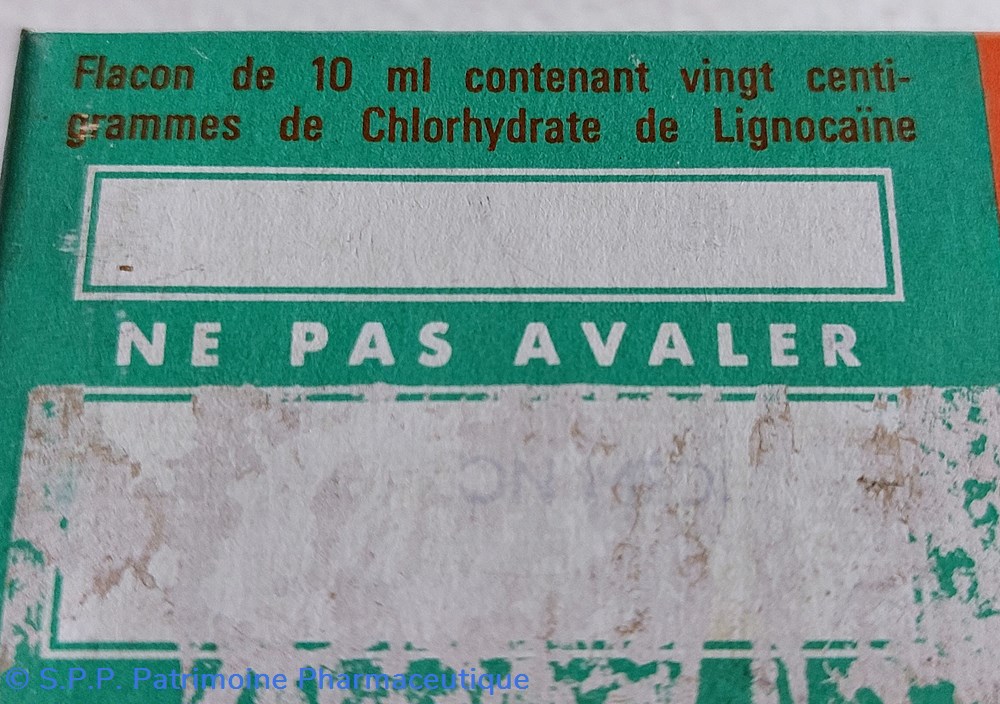 Flacon de 10 ml contenant vingt centi-
grammes de Chlorhydrate de Lignocaïne
NE PAS AVALER
© S.P.P. Patrimoine Pharmaceutique